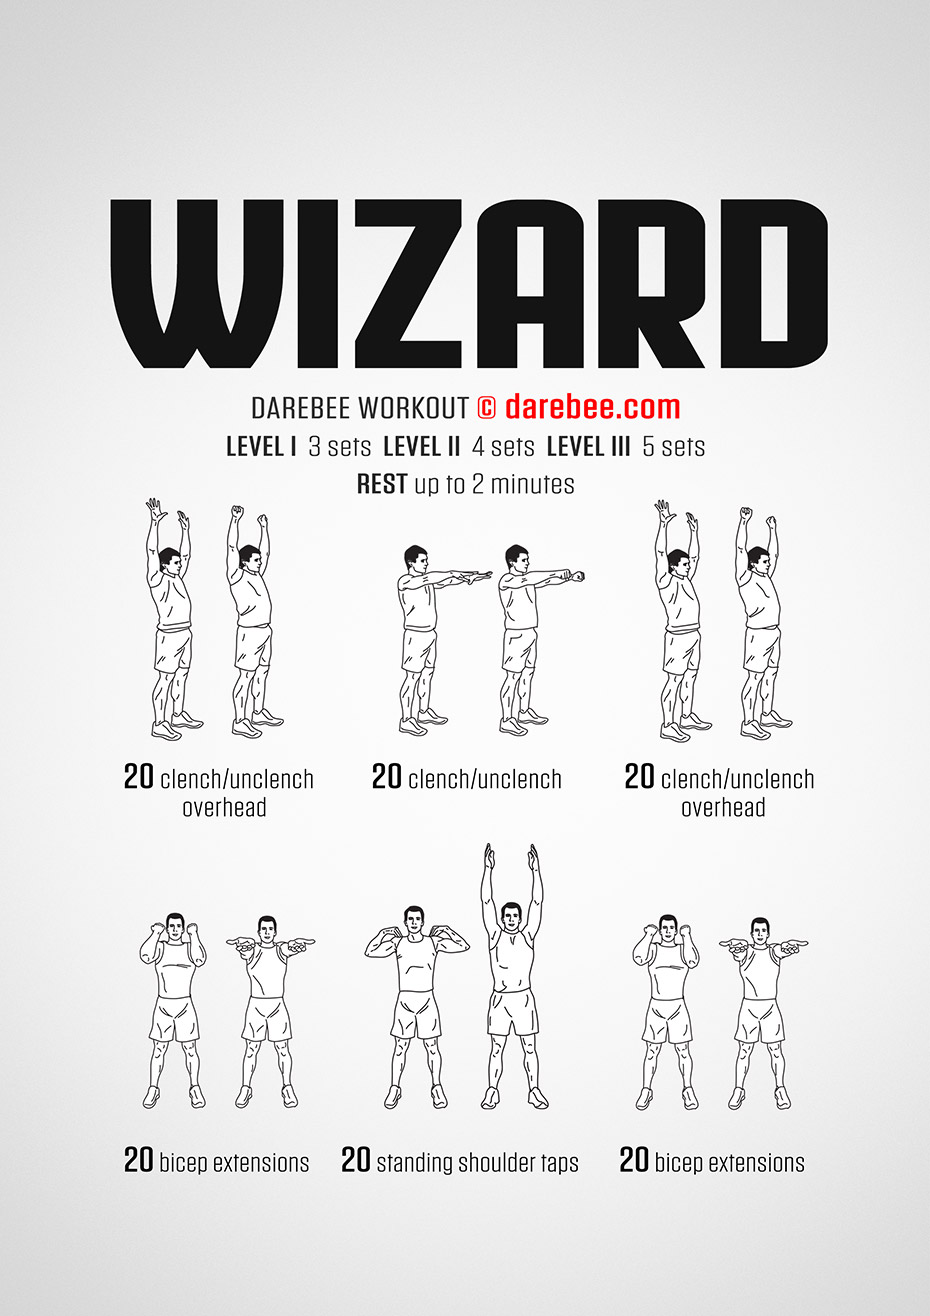 WIZARD
DAREBEE WORKOUT © darebee.com
LEVEL I 3 sets LEVEL II 4 sets LEVEL III 5 sets
REST up to 2 minutes
20 clench/unclench
overhead
20 clench/unclench
20 clench/unclench
overhead
20 bicep extensions
20 standing shoulder taps
20 bicep extensions